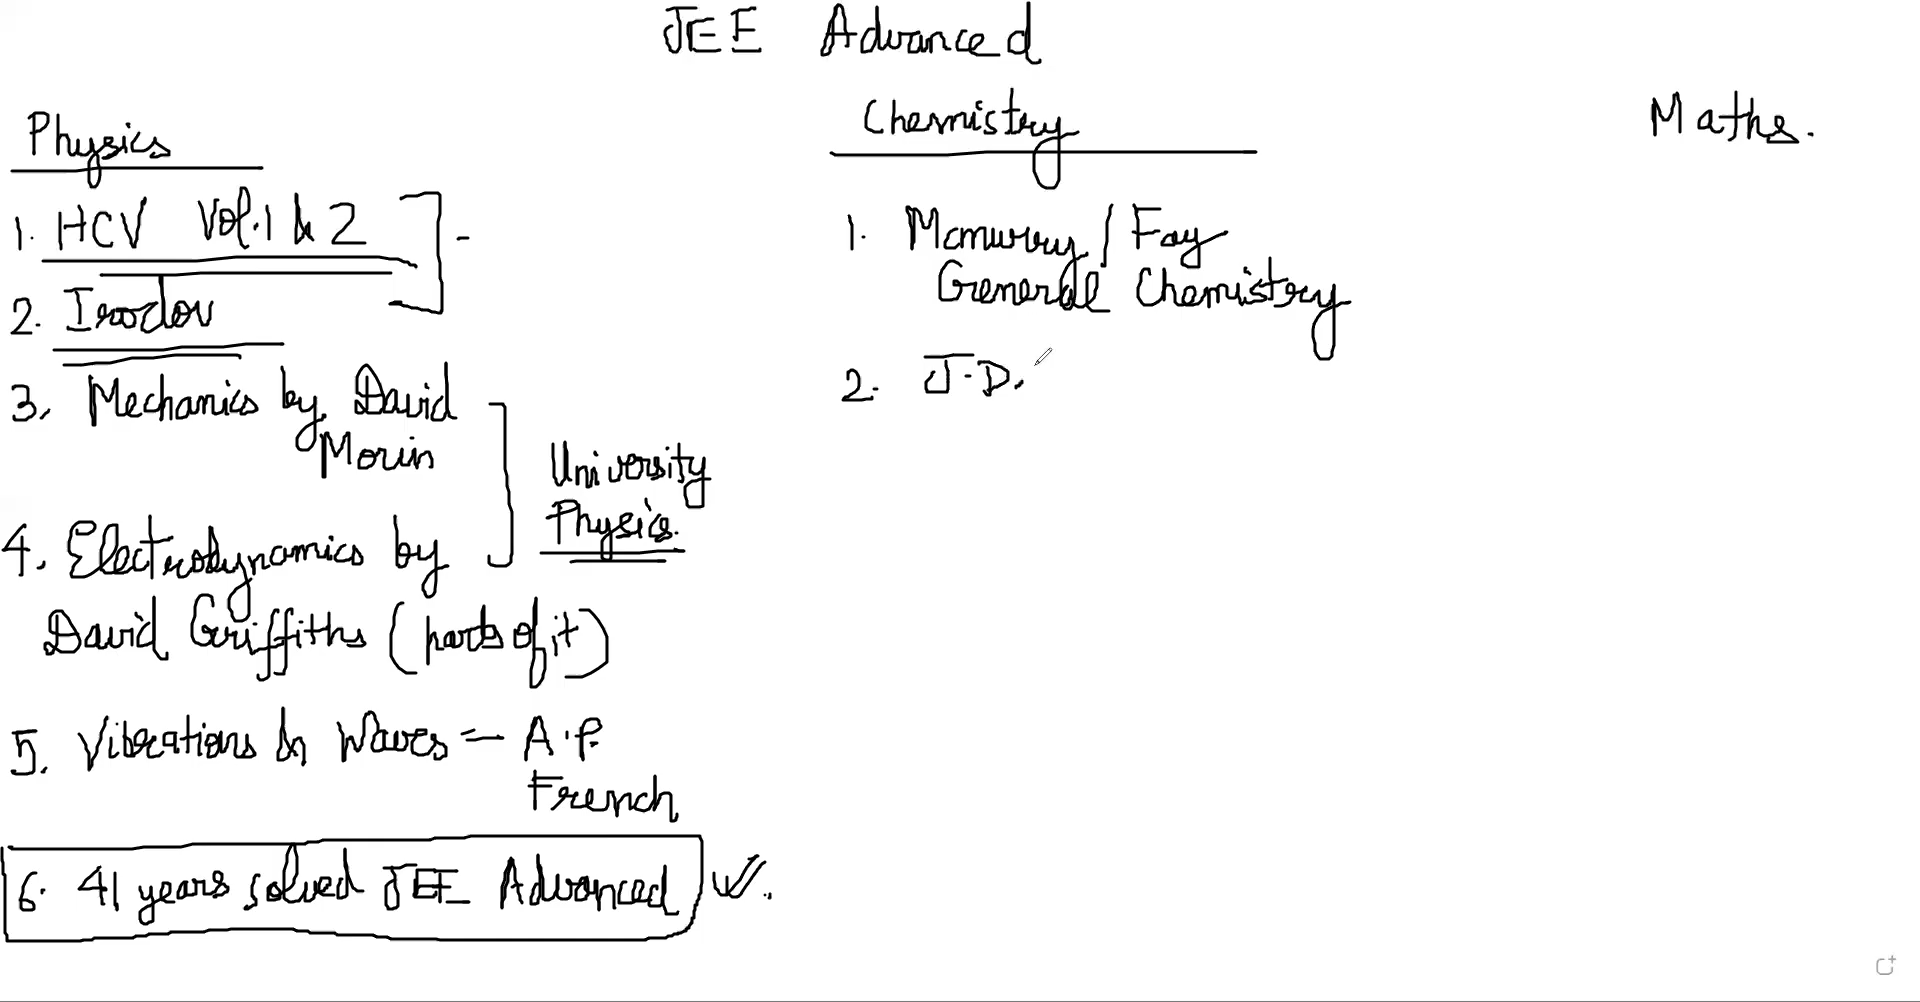 JEE Advanced
Physics
1. HCV Vol. 1 & 2
2. Irodov
3. Mechanics by David
Morin
University
Physics.
4. Electrodynamics by
David Griffiths (parts of it)
5. Vibrations & Waves - A.P.
French
6. 41 years solved JEE Advanced
Chemistry
1. Mcmurry / Fay
General Chemistry
2. J.D.
Maths.